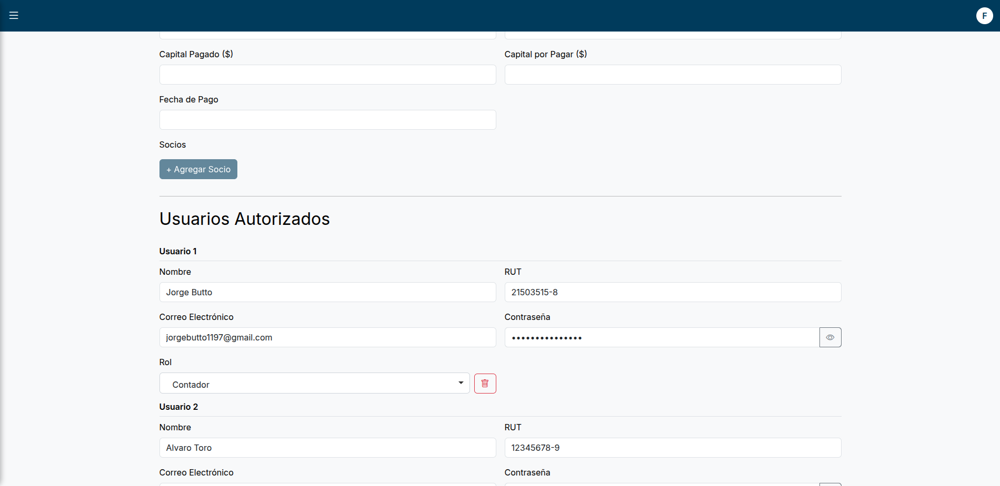 F
Capital Pagado ($) Capital por Pagar ($)
Fecha de Pago
Socios
+ Agregar Socio
Usuarios Autorizados
Usuario 1
Nombre RUT
Jorge Butto 21503515-8
Correo Electrónico Contraseña
jorgebutto1197@gmail.com •••••••••••••••
Rol
Contador
Usuario 2
Nombre RUT
Alvaro Toro 12345678-9
Correo Electrónico Contraseña